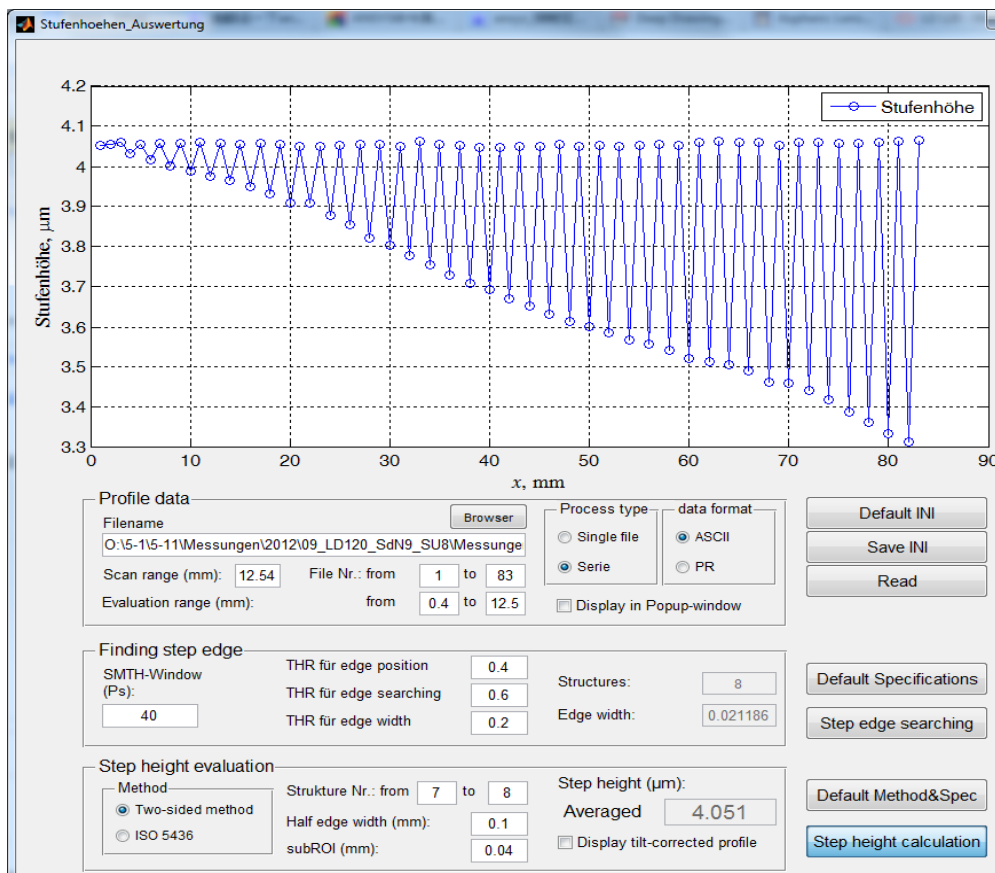 Stufenhoehen_Auswertung
4.2
4.1
4
3.9
3.8
3.7
3.6
3.5
3.4
3.3
Stufenhöhe, µm
Stufenhöhe
0 10 20 30 40 50 60 70 80 90
x, mm
Profile data
Filename
Browser
O:\5-1\5-11\Messungen\2012\09_LD120_SdN9_SU8\Messunge
Scan range (mm): 12.54 File Nr.: from 1 to 83
Evaluation range (mm): from 0.4 to 12.5
Process type
Single file
Serie
data format
ASCII
PR
Display in Popup-window
Default INI
Save INI
Read
Finding step edge
SMTH-Window
(Ps):
40
THR für edge position 0.4
THR für edge searching 0.6
THR für edge width 0.2
Structures: 8
Edge width: 0.021186
Default Specifications
Step edge searching
Step height evaluation
Method
Two-sided method
ISO 5436
Strukture Nr.: from 7 to 8
Half edge width (mm): 0.1
subROI (mm): 0.04
Step height (µm):
Averaged 4.051
Display tilt-corrected profile
Default Method&Spec
Step height calculation